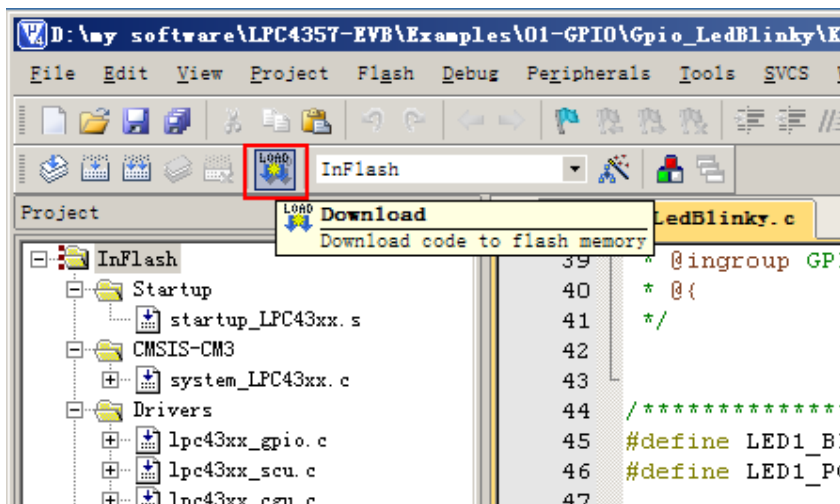 D:\my software\LPC4357-EVB\Examples\01-GPIO\Gpio_LedBlinky\K
File Edit View Project Flash Debug Peripherals Tools SVCS
LOAD InFlash
Project
LOAD Download
Download code to flash memory
LedBlinky.c
InFlash
Startup
startup_LPC43xx.s
CMSIS-CM3
system_LPC43xx.c
Drivers
lpc43xx_gpio.c
lpc43xx_scu.c
lpc43xx_cgu.c
39 * @ingroup GP
40 * @{
41 */
42
43
44 /**************
45 #define LED1_B
46 #define LED1_P
47